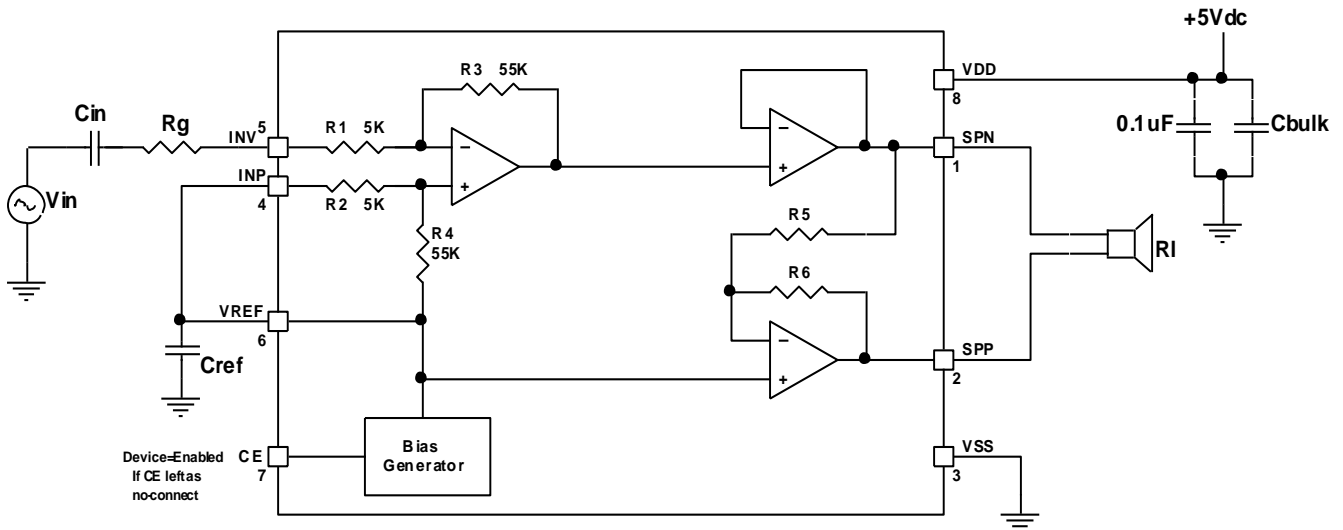 +5Vdc
VDD
8
0.1uF
Cbulk
R3 55K
Cin
Rg
INV
5
R1 5K
−
+
−
+
SPN
1
INP
4
R2 5K
Vin
R4
55K
R5
R6
Rl
VREF
6
Cref
−
+
SPP
2
Device=Enabled
If CE left as
no-connect
CE
7
Bias
Generator
VSS
3